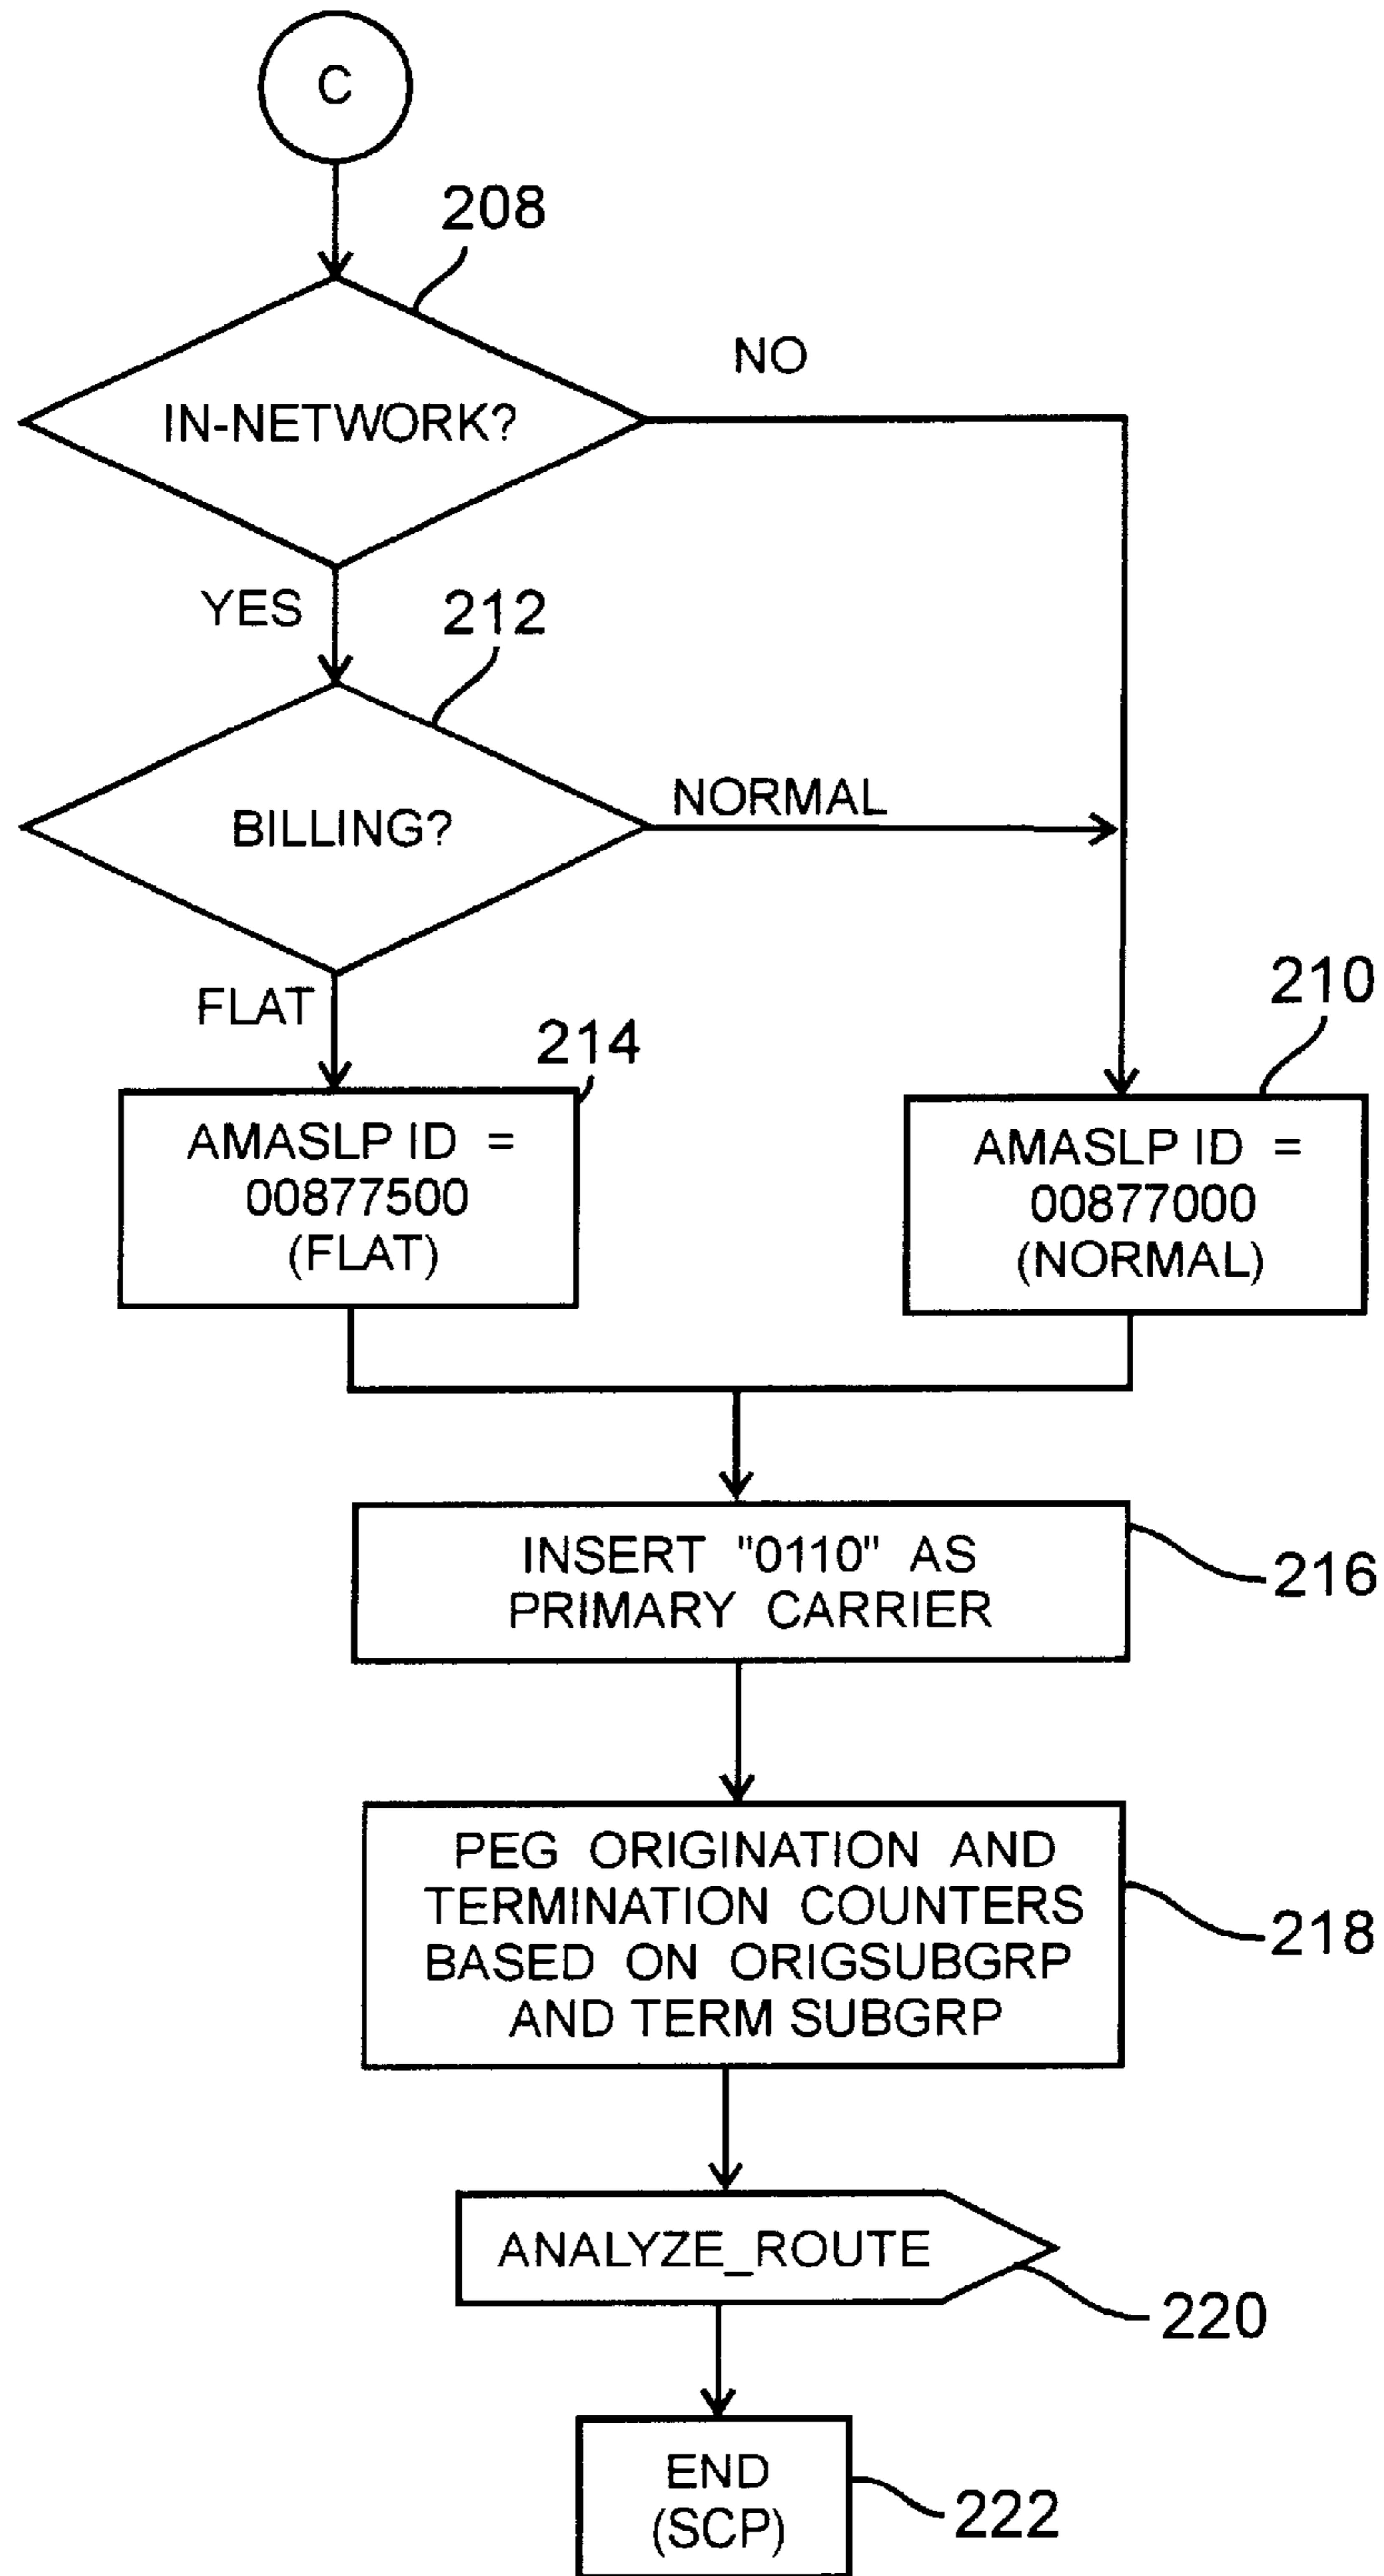 C
208
NO
IN-NETWORK?
YES
212
NORMAL
BILLING?
FLAT
210
214
AMASLP ID =
00877500
(FLAT)
AMASLP ID =
00877000
(NORMAL)
INSERT "0110" AS
PRIMARY CARRIER
216
PEG ORIGINATION AND
TERMINATION COUNTERS
BASED ON ORIGSUBGRP
AND TERM SUBGRP
218
ANALYZE_ROUTE
220
END
(SCP)
222